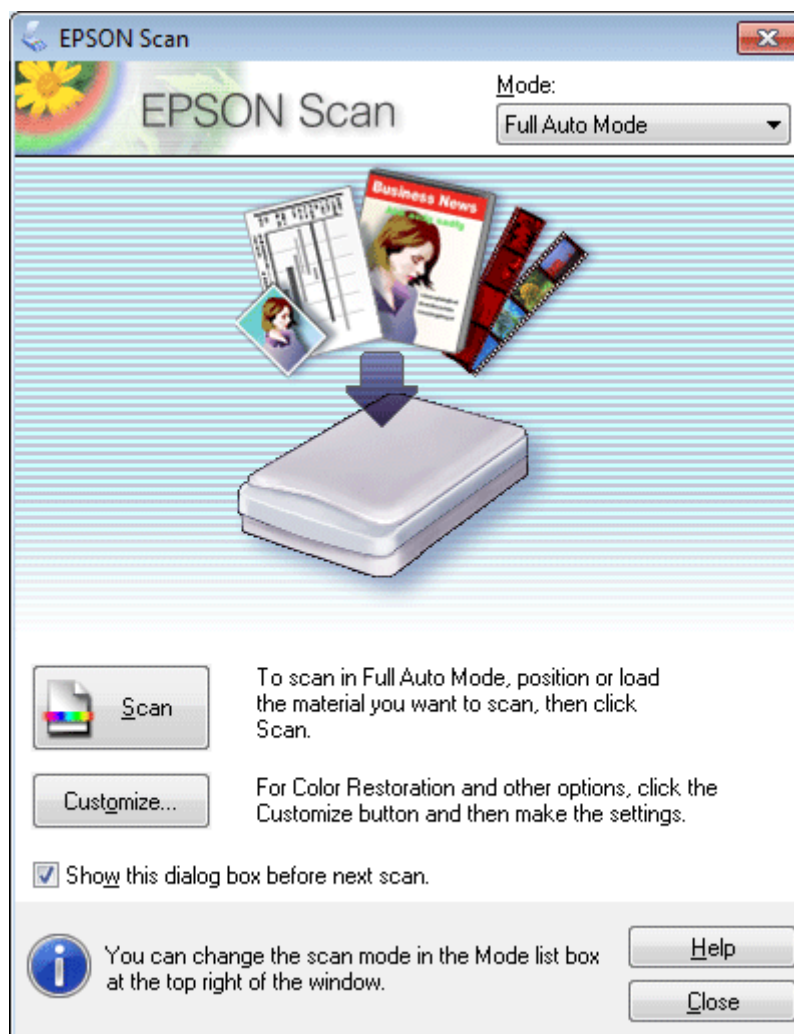 EPSON Scan
EPSON Scan
Mode:
Full Auto Mode
Business News
Scan
To scan in Full Auto Mode, position or load
the material you want to scan, then click
Scan.
Customize...
For Color Restoration and other options, click the
Customize button and then make the settings.
Show this dialog box before next scan.
You can change the scan mode in the Mode list box
at the top right of the window.
Help
Close